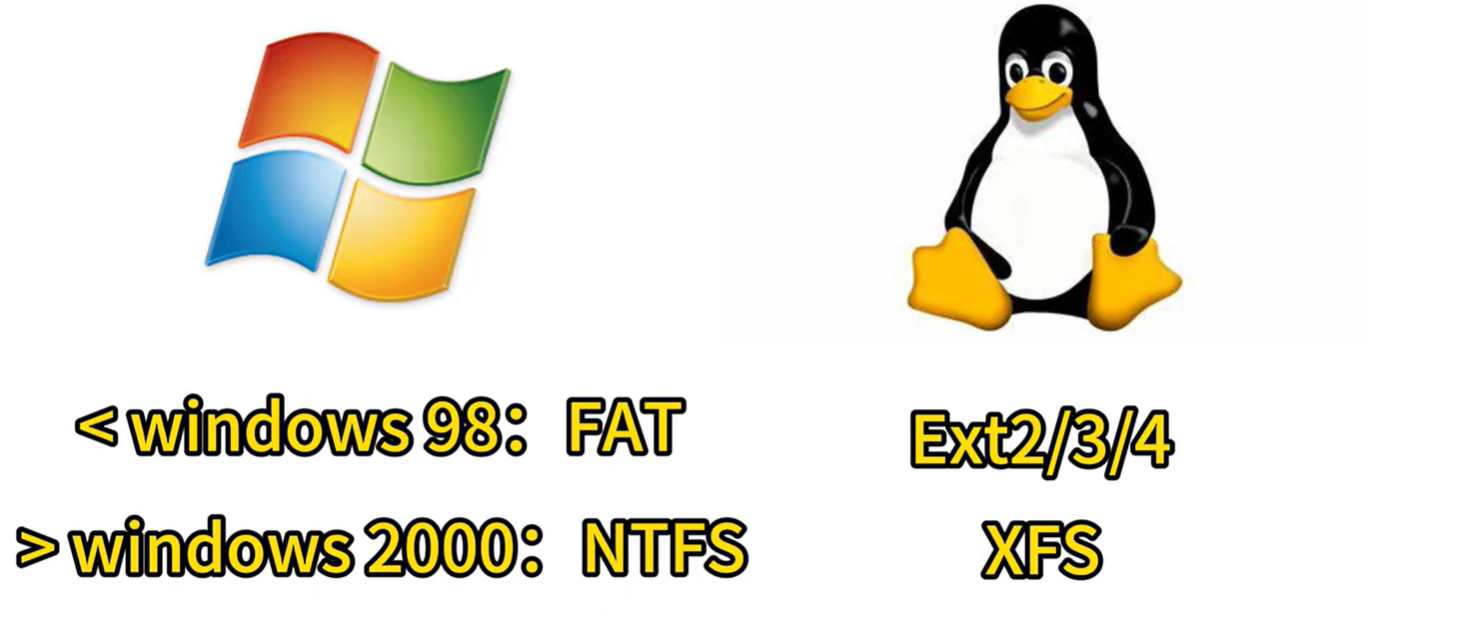 < windows 98： FAT
> windows 2000： NTFS
Ext2/3/4
XFS